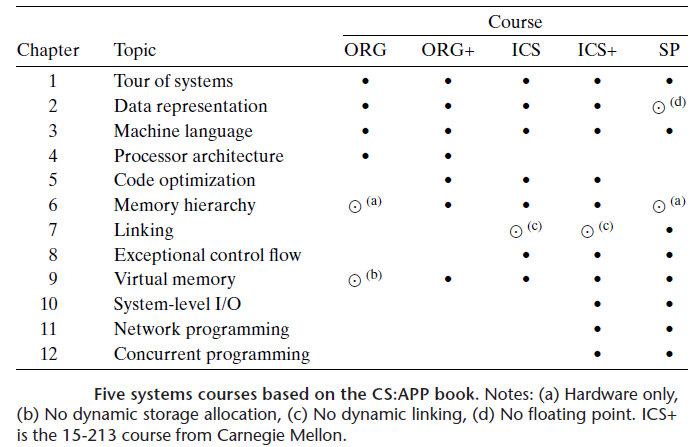 Course
Chapter Topic ORG ORG+ ICS ICS+ SP
1 Tour of systems • • • • •
2 Data representation • • • • ⊙ (d)
3 Machine language • • • • •
4 Processor architecture • •
5 Code optimization • • •
6 Memory hierarchy ⊙ (a) • • • ⊙ (a)
7 Linking ⊙ (c) ⊙ (c) •
8 Exceptional control flow • • •
9 Virtual memory ⊙ (b) • • • •
10 System-level I/O • •
11 Network programming • •
12 Concurrent programming • •
Five systems courses based on the CS:APP book. Notes: (a) Hardware only,
(b) No dynamic storage allocation, (c) No dynamic linking, (d) No floating point. ICS+
is the 15-213 course from Carnegie Mellon.